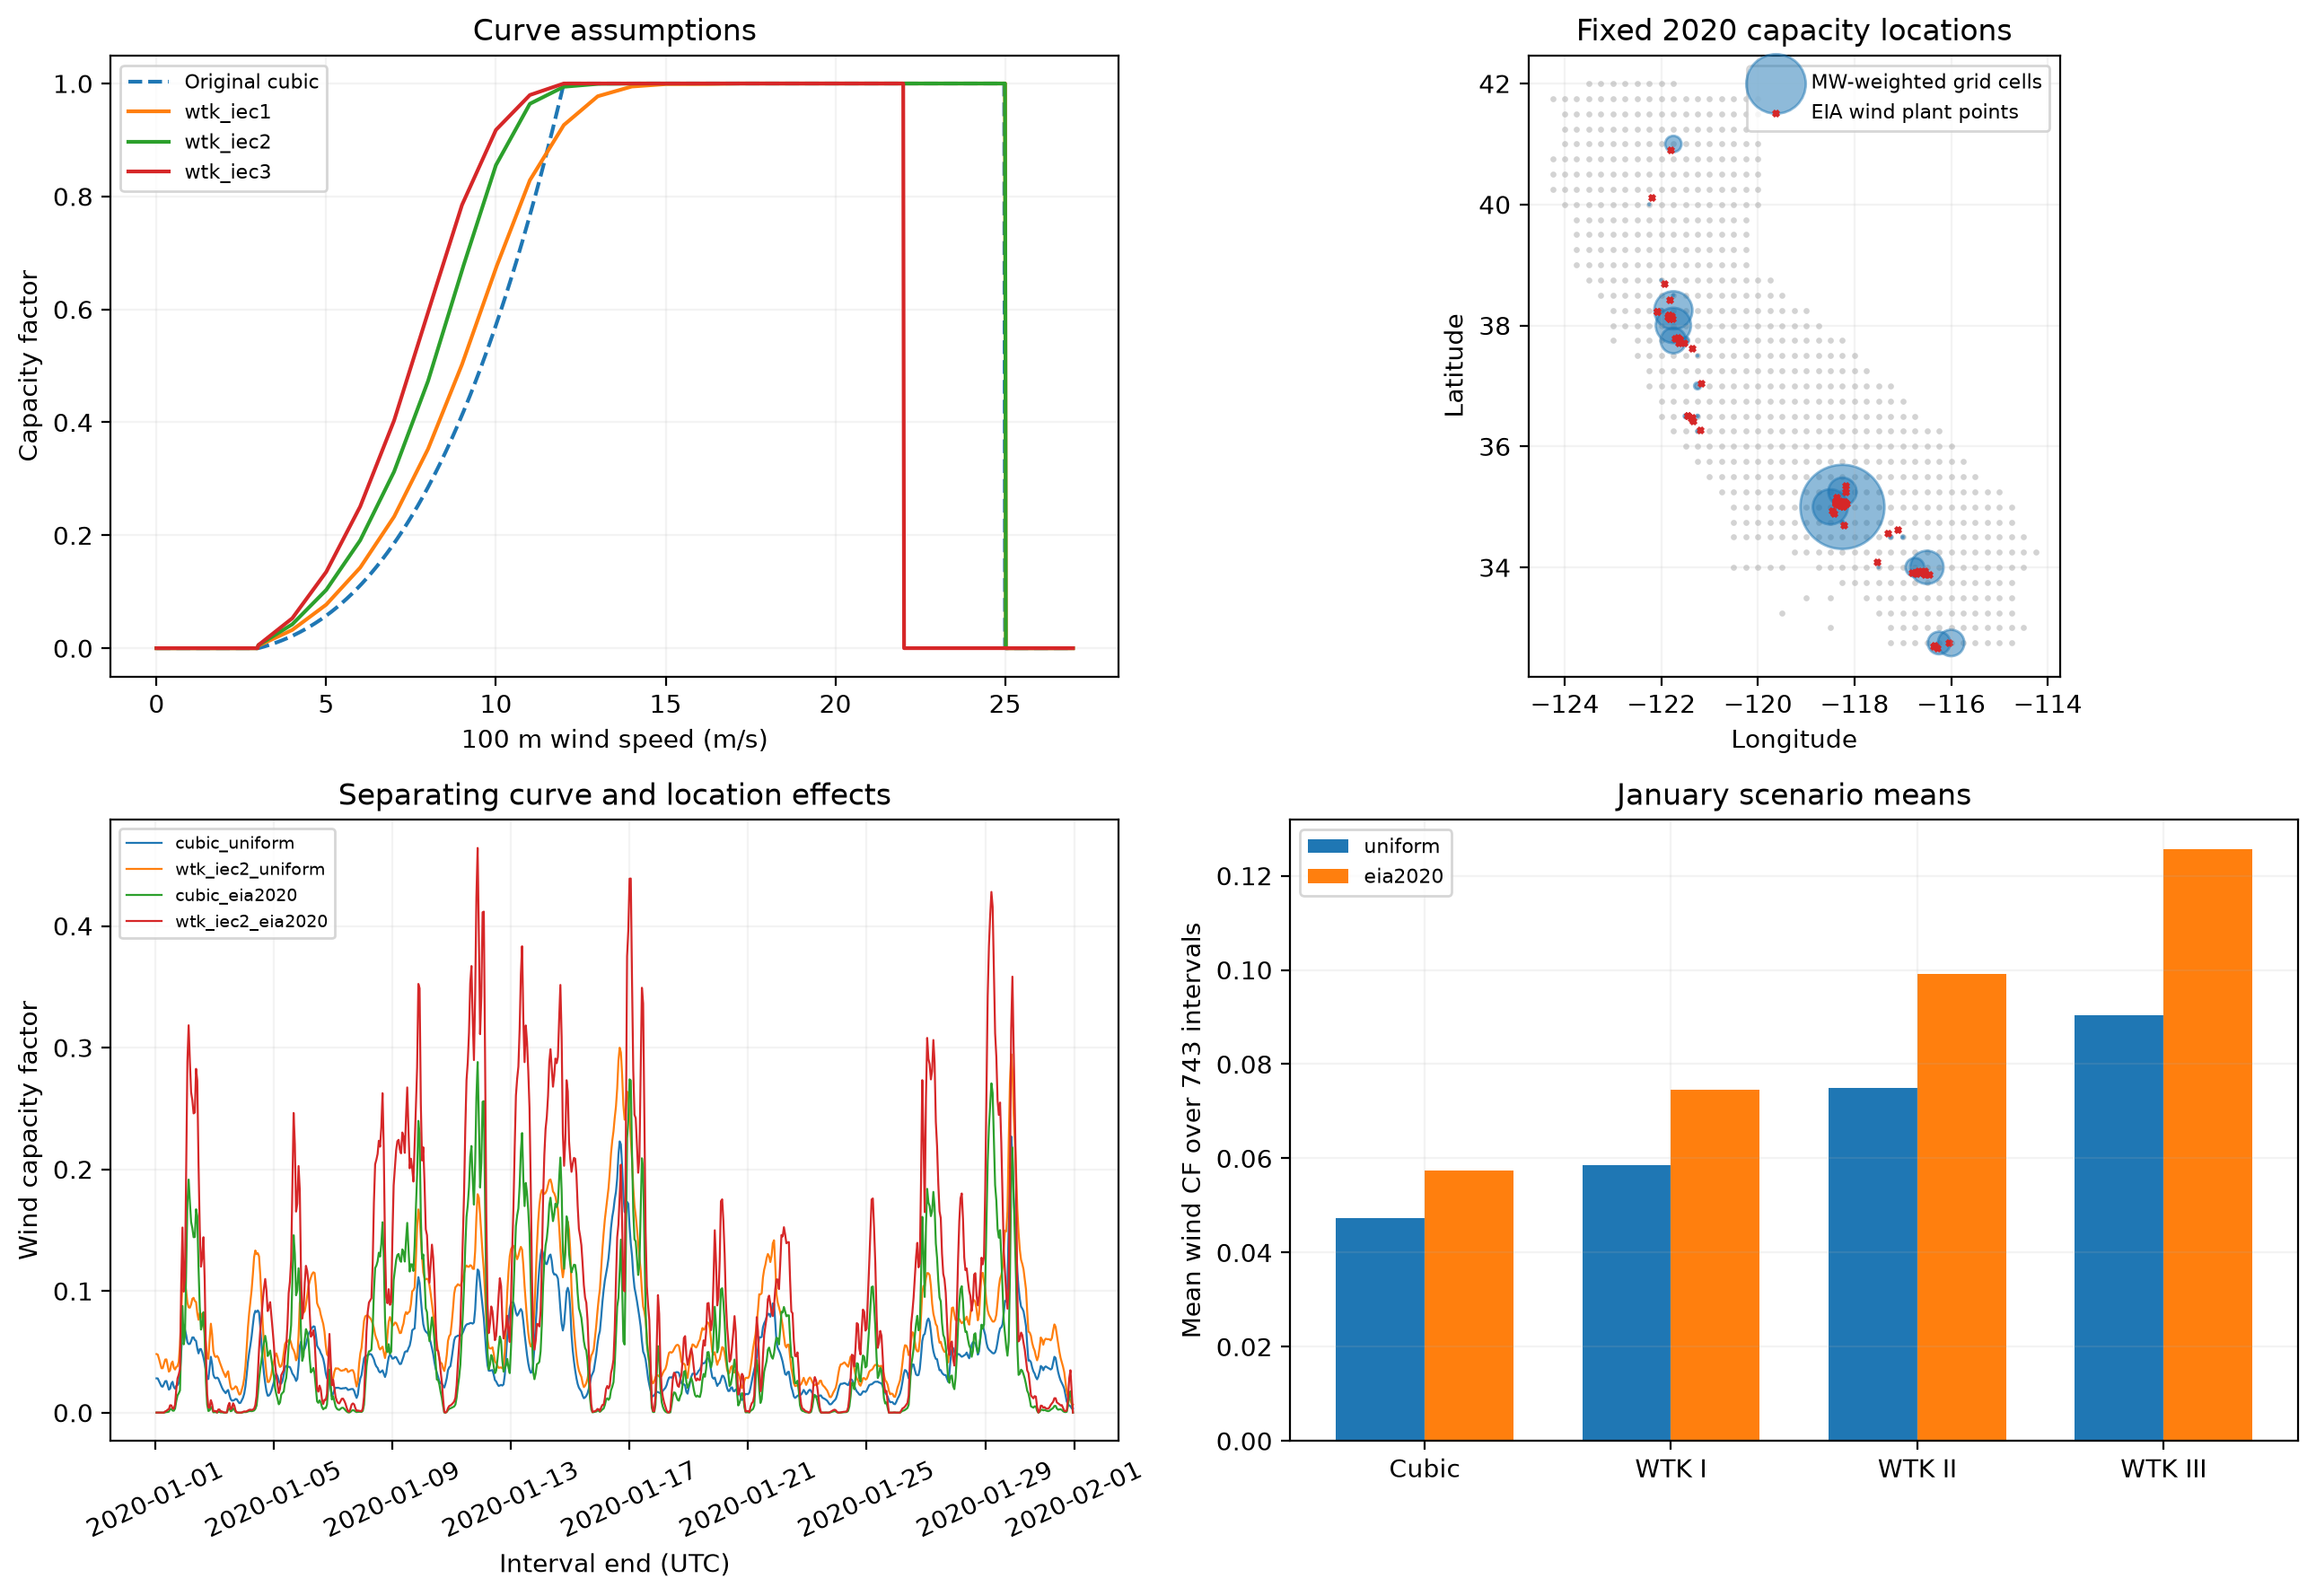 Curve assumptions
Capacity factor
1.0
0.8
0.6
0.4
0.2
0.0
Original cubic
wtk_iec1
wtk_iec2
wtk_iec3
0 5 10 15 20 25
100 m wind speed (m/s)
Fixed 2020 capacity locations
Latitude
42
40
38
36
34
MW-weighted grid cells
EIA wind plant points
−124 −122 −120 −118 −116 −114
Longitude
Separating curve and location effects
Wind capacity factor
0.4
0.3
0.2
0.1
0.0
cubic_uniform
wtk_iec2_uniform
cubic_eia2020
wtk_iec2_eia2020
2020-01-01 2020-01-05 2020-01-09 2020-01-13 2020-01-17 2020-01-21 2020-01-25 2020-01-29 2020-02-01
Interval end (UTC)
January scenario means
Mean wind CF over 743 intervals
0.12
0.10
0.08
0.06
0.04
0.02
0.00
uniform
eia2020
Cubic WTK I WTK II WTK III